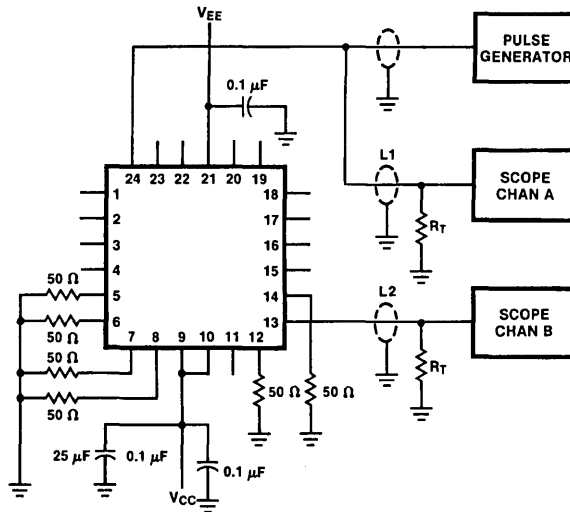 VEE
PULSE
GENERATOR
0.1 µF
24 23 22 21 20 19
L1
SCOPE
CHAN A
1
18
2
17
RT
3
16
4
15
50 Ω
5
14
L2
SCOPE
CHAN B
6
13
50 Ω
7 8 9 10 11 12
50 Ω
RT
50 Ω
50 Ω
50 Ω
25 µF
0.1 µF
0.1 µF
VCC